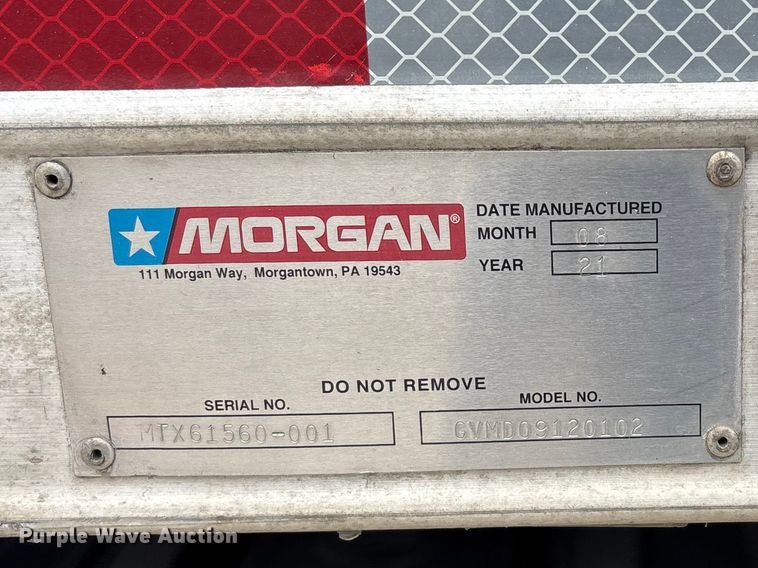 MORGAN®
111 Morgan Way, Morgantown, PA 19543
DATE MANUFACTURED
MONTH 08
YEAR 21
DO NOT REMOVE
SERIAL NO.
MTX61560-001
MODEL NO.
GVMD09120102
Purple Wave Auction